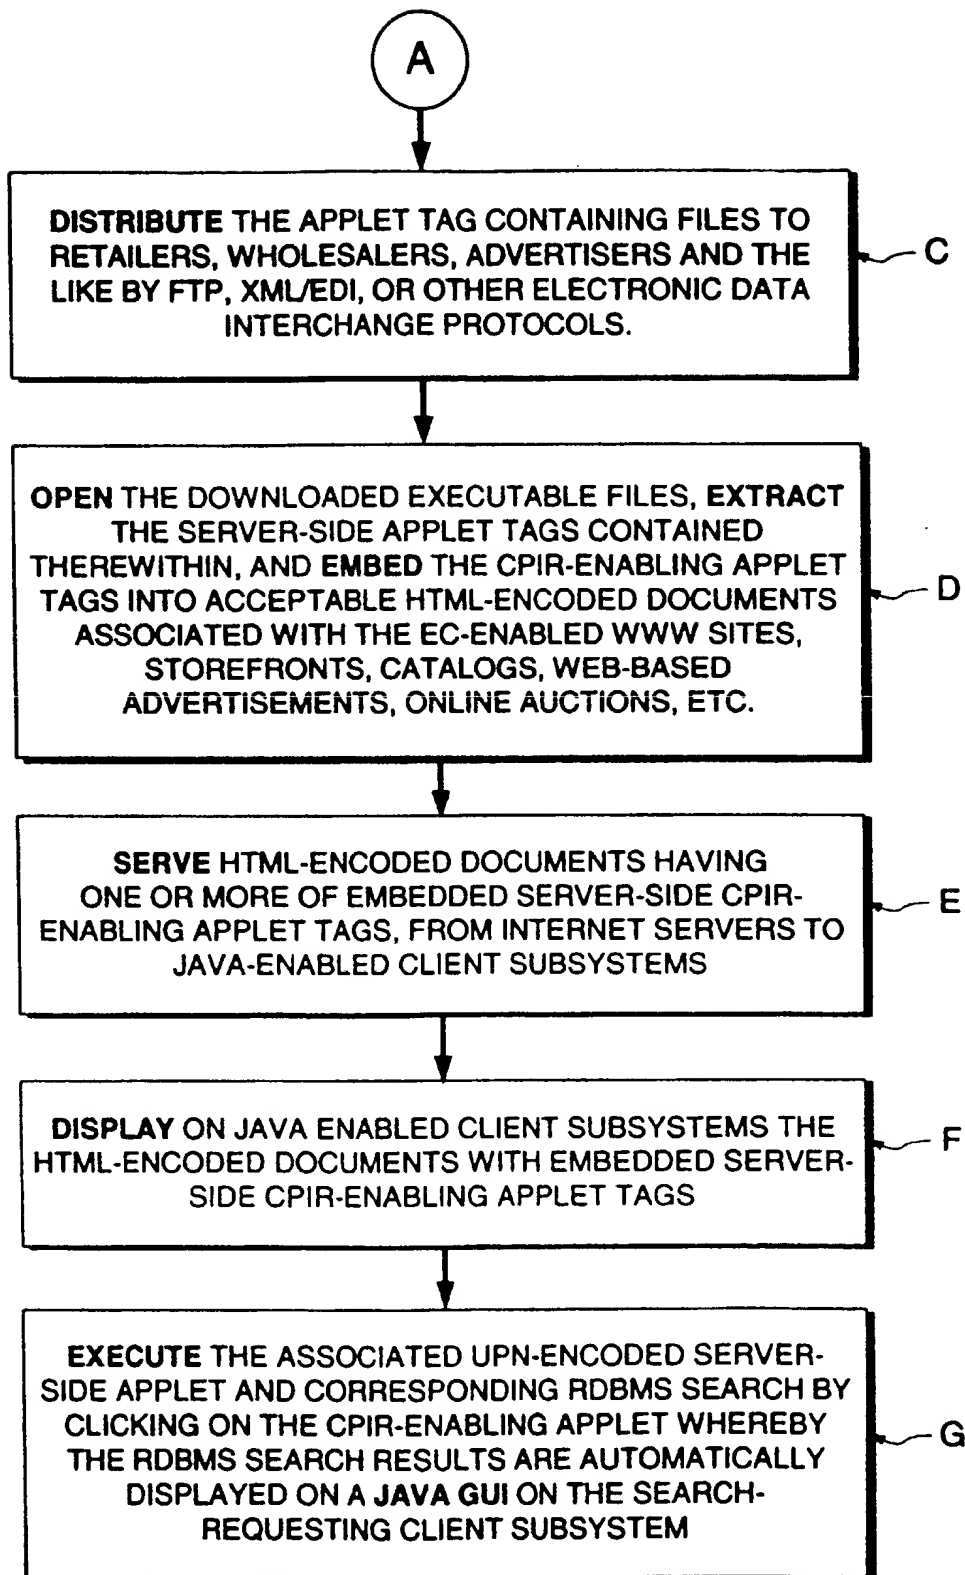 A
DISTRIBUTE THE APPLET TAG CONTAINING FILES TO
RETAILERS, WHOLESALERS, ADVERTISERS AND THE
LIKE BY FTP, XML/EDI, OR OTHER ELECTRONIC DATA
INTERCHANGE PROTOCOLS.
C
OPEN THE DOWNLOADED EXECUTABLE FILES, EXTRACT
THE SERVER-SIDE APPLET TAGS CONTAINED
THEREWITHIN, AND EMBED THE CPIR-ENABLING APPLET
TAGS INTO ACCEPTABLE HTML-ENCODED DOCUMENTS
ASSOCIATED WITH THE EC-ENABLED WWW SITES,
STOREFRONTS, CATALOGS, WEB-BASED
ADVERTISEMENTS, ONLINE AUCTIONS, ETC.
D
SERVE HTML-ENCODED DOCUMENTS HAVING
ONE OR MORE OF EMBEDDED SERVER-SIDE CPIR-
ENABLING APPLET TAGS, FROM INTERNET SERVERS TO
JAVA-ENABLED CLIENT SUBSYSTEMS
E
DISPLAY ON JAVA ENABLED CLIENT SUBSYSTEMS THE
HTML-ENCODED DOCUMENTS WITH EMBEDDED SERVER-
SIDE CPIR-ENABLING APPLET TAGS
F
EXECUTE THE ASSOCIATED UPN-ENCODED SERVER-
SIDE APPLET AND CORRESPONDING RDBMS SEARCH BY
CLICKING ON THE CPIR-ENABLING APPLET WHEREBY
THE RDBMS SEARCH RESULTS ARE AUTOMATICALLY
DISPLAYED ON A JAVA GUI ON THE SEARCH-
REQUESTING CLIENT SUBSYSTEM
G